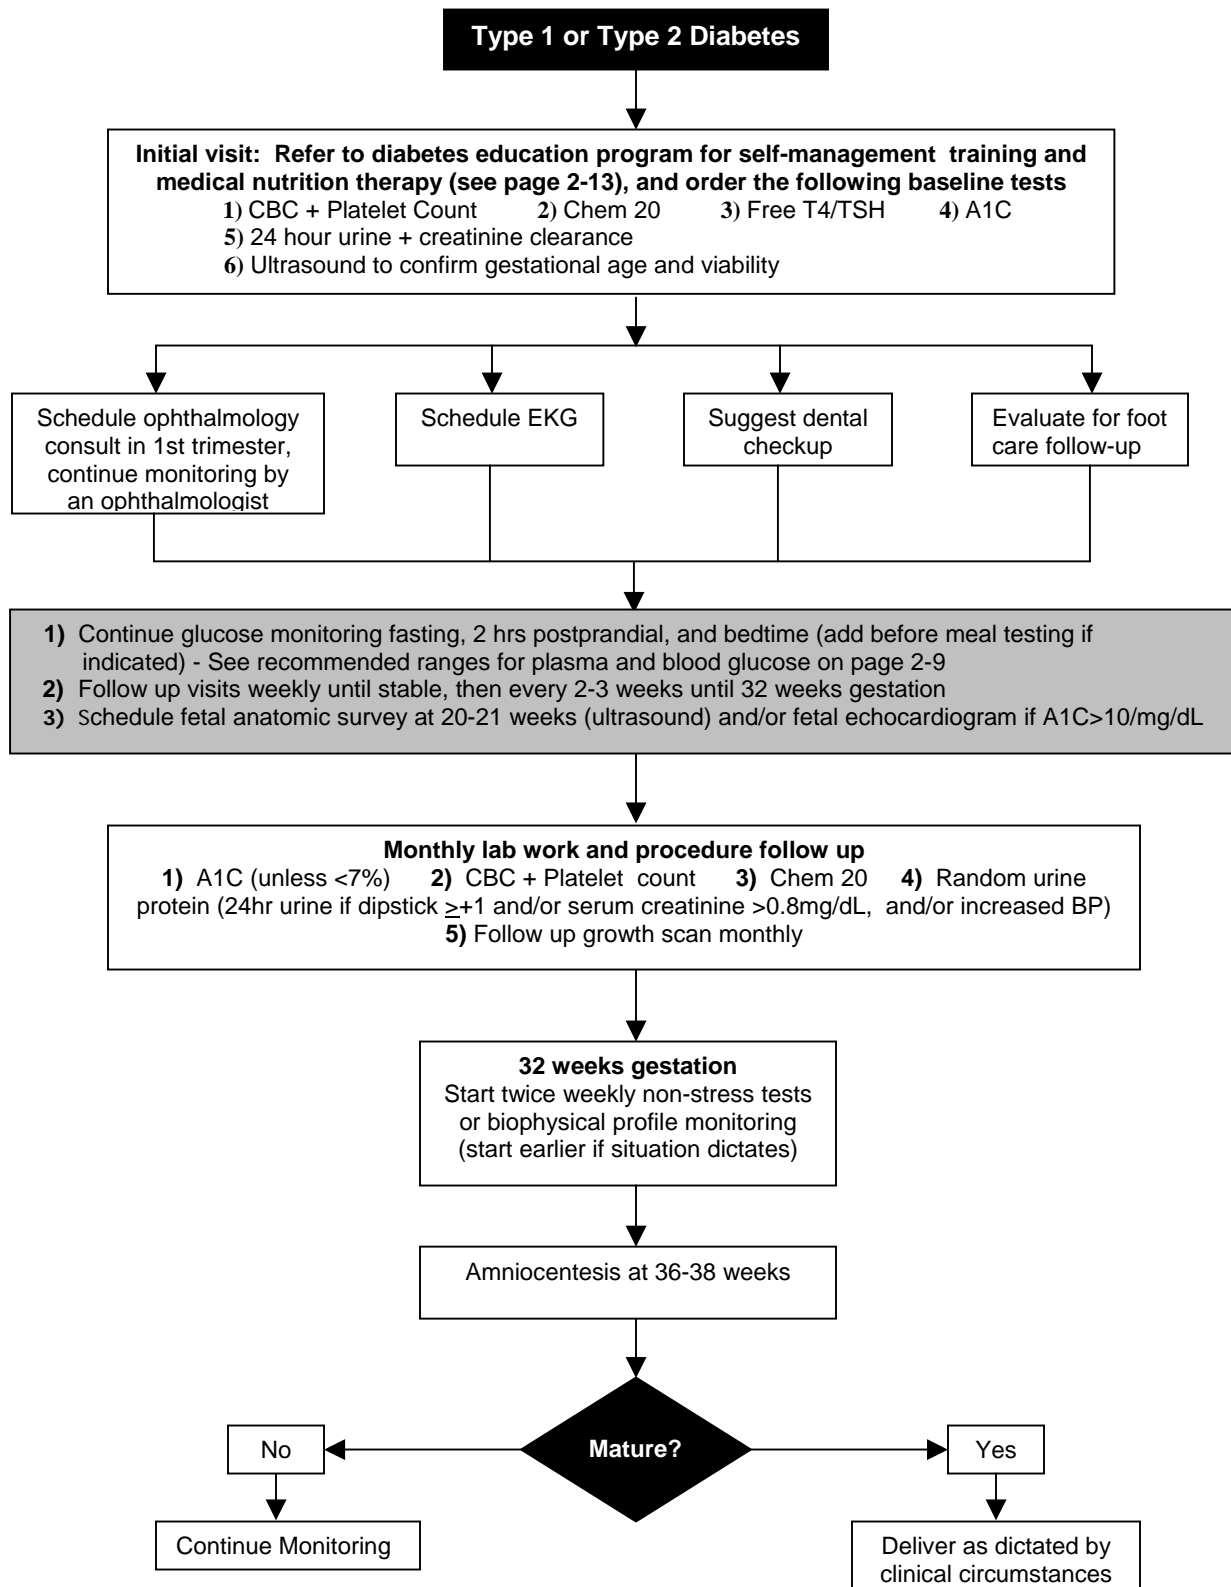 Type 1 or Type 2 Diabetes
Initial visit: Refer to diabetes education program for self-management training and
medical nutrition therapy (see page 2-13), and order the following baseline tests
1) CBC + Platelet Count 2) Chem 20 3) Free T4/TSH 4) A1C
5) 24 hour urine + creatinine clearance
6) Ultrasound to confirm gestational age and viability
Schedule ophthalmology
consult in 1st trimester,
continue monitoring by
an ophthalmologist
Schedule EKG
Suggest dental
checkup
Evaluate for foot
care follow-up
1) Continue glucose monitoring fasting, 2 hrs postprandial, and bedtime (add before meal testing if
indicated) - See recommended ranges for plasma and blood glucose on page 2-9
2) Follow up visits weekly until stable, then every 2-3 weeks until 32 weeks gestation
3) Schedule fetal anatomic survey at 20-21 weeks (ultrasound) and/or fetal echocardiogram if A1C>10/mg/dL
Monthly lab work and procedure follow up
1) A1C (unless <7%) 2) CBC + Platelet count 3) Chem 20 4) Random urine
protein (24hr urine if dipstick ≥+1 and/or serum creatinine >0.8mg/dL, and/or increased BP)
5) Follow up growth scan monthly
32 weeks gestation
Start twice weekly non-stress tests
or biophysical profile monitoring
(start earlier if situation dictates)
Amniocentesis at 36-38 weeks
Mature?
No
Yes
Continue Monitoring
Deliver as dictated by
clinical circumstances